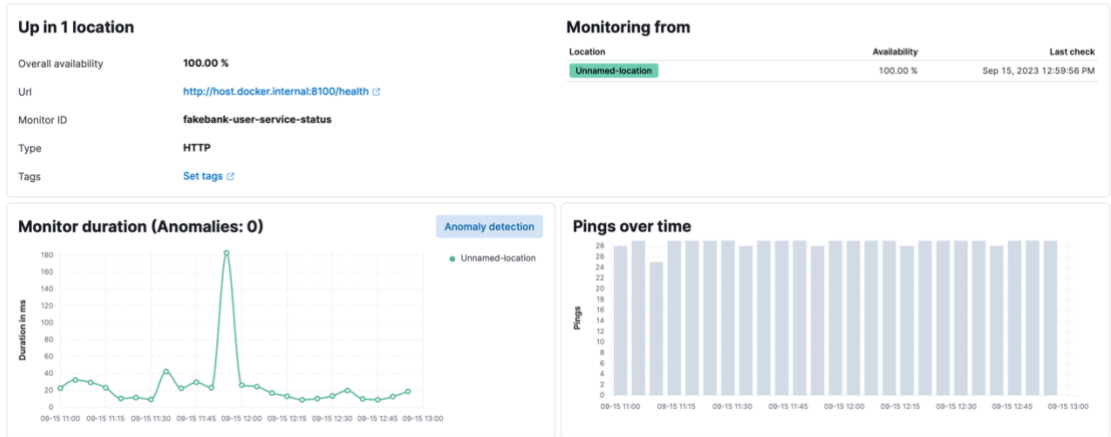 Up in 1 location
Overall availability 100.00 %
Url http://host.docker.internal:8100/health
Monitor ID fakebank-user-service-status
Type HTTP
Tags Set tags
Monitoring from
Location Availability Last check
Unnamed-location 100.00 % Sep 15, 2023 12:59:56 PM
Monitor duration (Anomalies: 0) Anomaly detection
Unnamed-location
Duration in ms
180
160
140
120
100
80
60
40
20
0
09-15 11:00 09-15 11:15 09-15 11:30 09-15 11:45 09-15 12:00 09-15 12:15 09-15 12:30 09-15 12:45 09-15 13:00
Pings over time
Pings
28
26
24
22
20
18
16
14
12
10
8
6
4
2
0
09-15 11:00 09-15 11:15 09-15 11:30 09-15 11:45 09-15 12:00 09-15 12:15 09-15 12:30 09-15 12:45 09-15 13:00